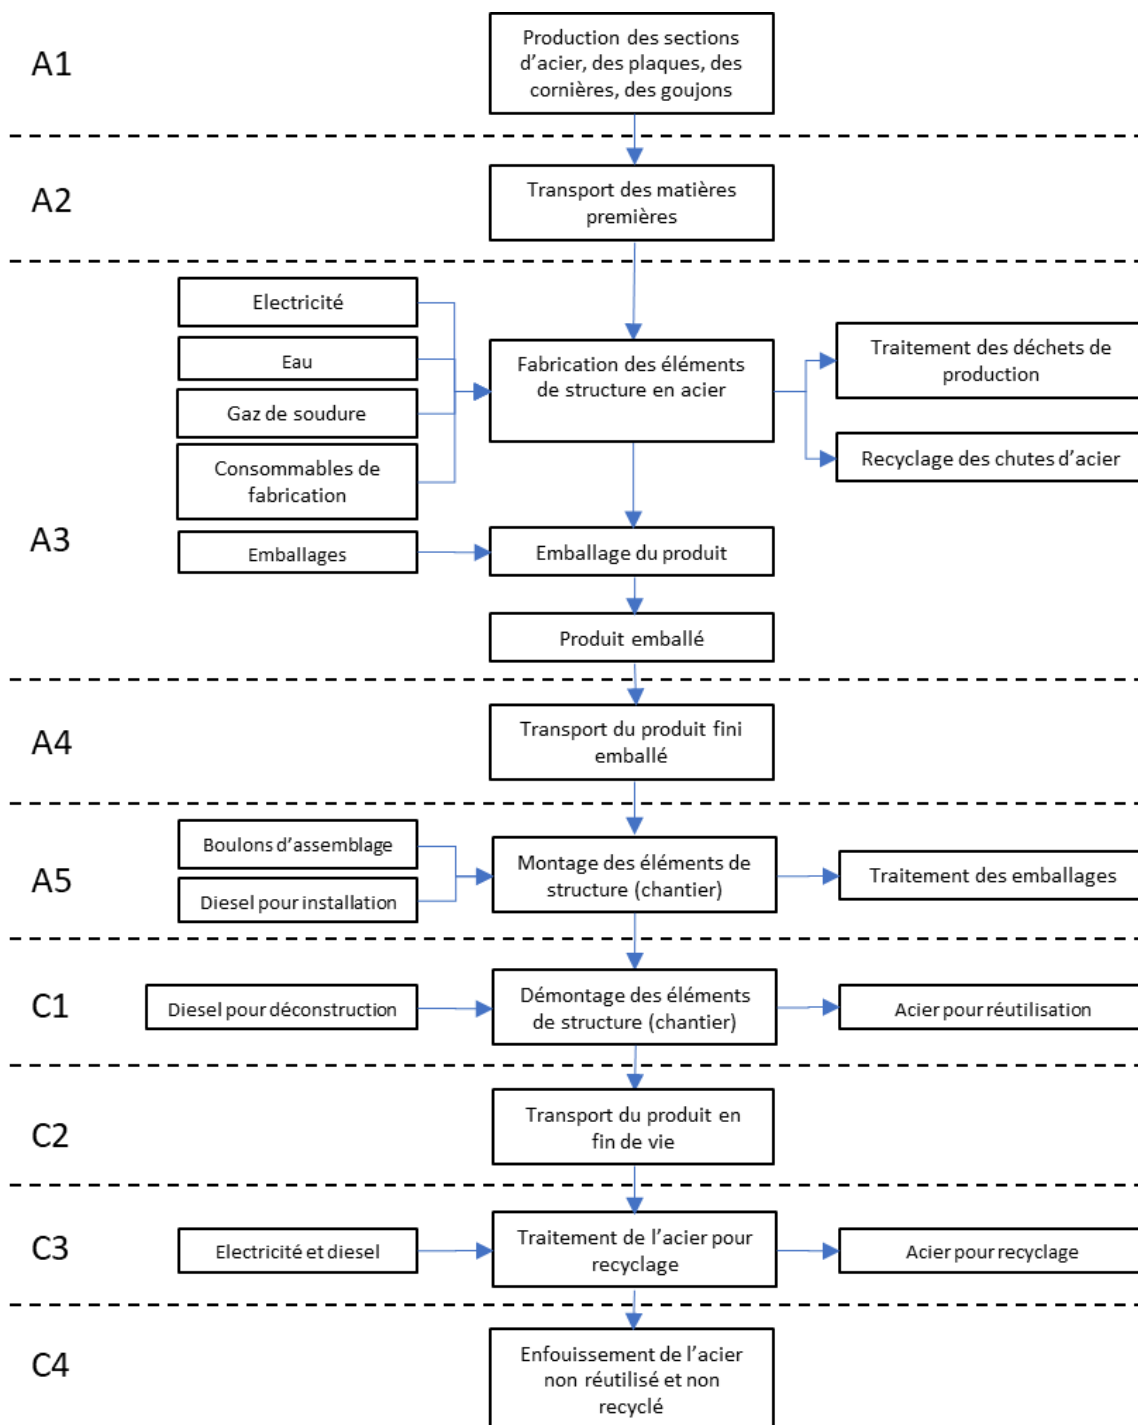 A1
Production des sections
d’acier, des plaques, des
cornières, des goujons
A2
Transport des matières
premières
A3
Electricité
Eau
Gaz de soudure
Consommables de
fabrication
Emballages
Fabrication des éléments
de structure en acier
Traitement des déchets de
production
Recyclage des chutes d’acier
Emballage du produit
Produit emballé
A4
Transport du produit fini
emballé
A5
Boulons d’assemblage
Diesel pour installation
Montage des éléments de
structure (chantier)
Traitement des emballages
C1
Diesel pour déconstruction
Démontage des éléments
de structure (chantier)
Acier pour réutilisation
C2
Transport du produit en
fin de vie
C3
Electricité et diesel
Traitement de l’acier pour
recyclage
Acier pour recyclage
C4
Enfouissement de l’acier
non réutilisé et non
recyclé